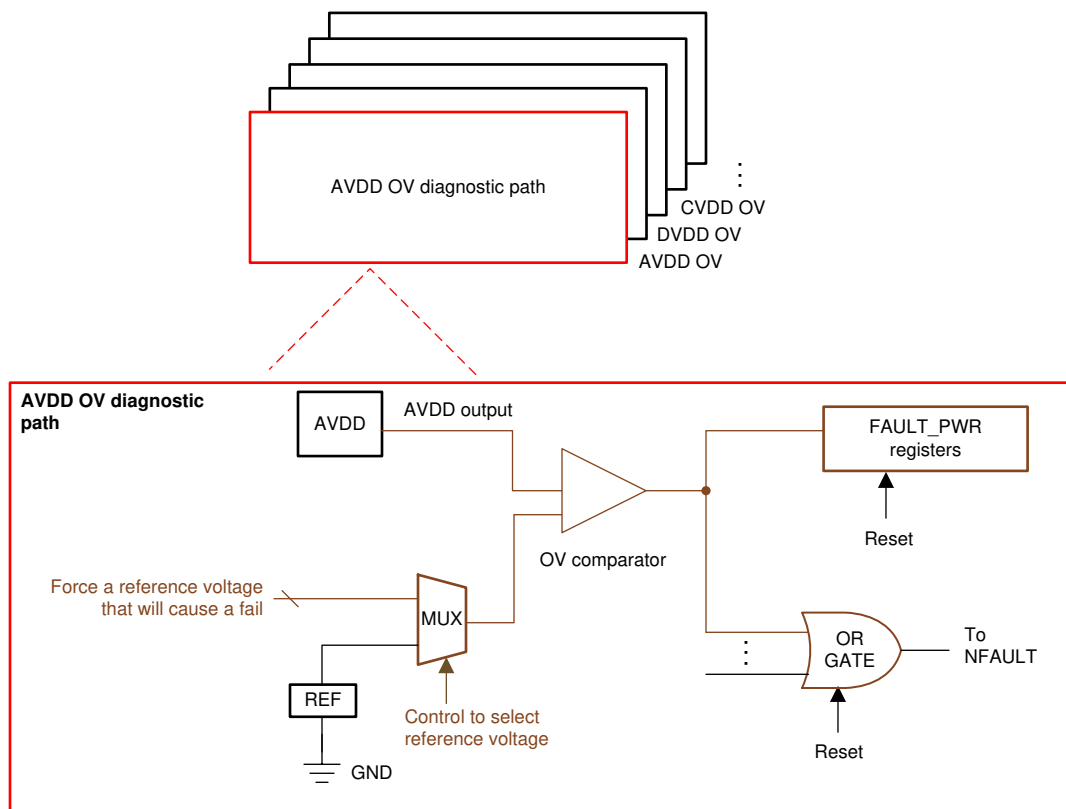 AVDD OV diagnostic path
CVDD OV
DVDD OV
AVDD OV
AVDD OV diagnostic
path
AVDD
AVDD output
FAULT_PWR
registers
Reset
OV comparator
Force a reference voltage
that will cause a fail
MUX
REF
GND
Control to select
reference voltage
OR
GATE
To
NFAULT
Reset